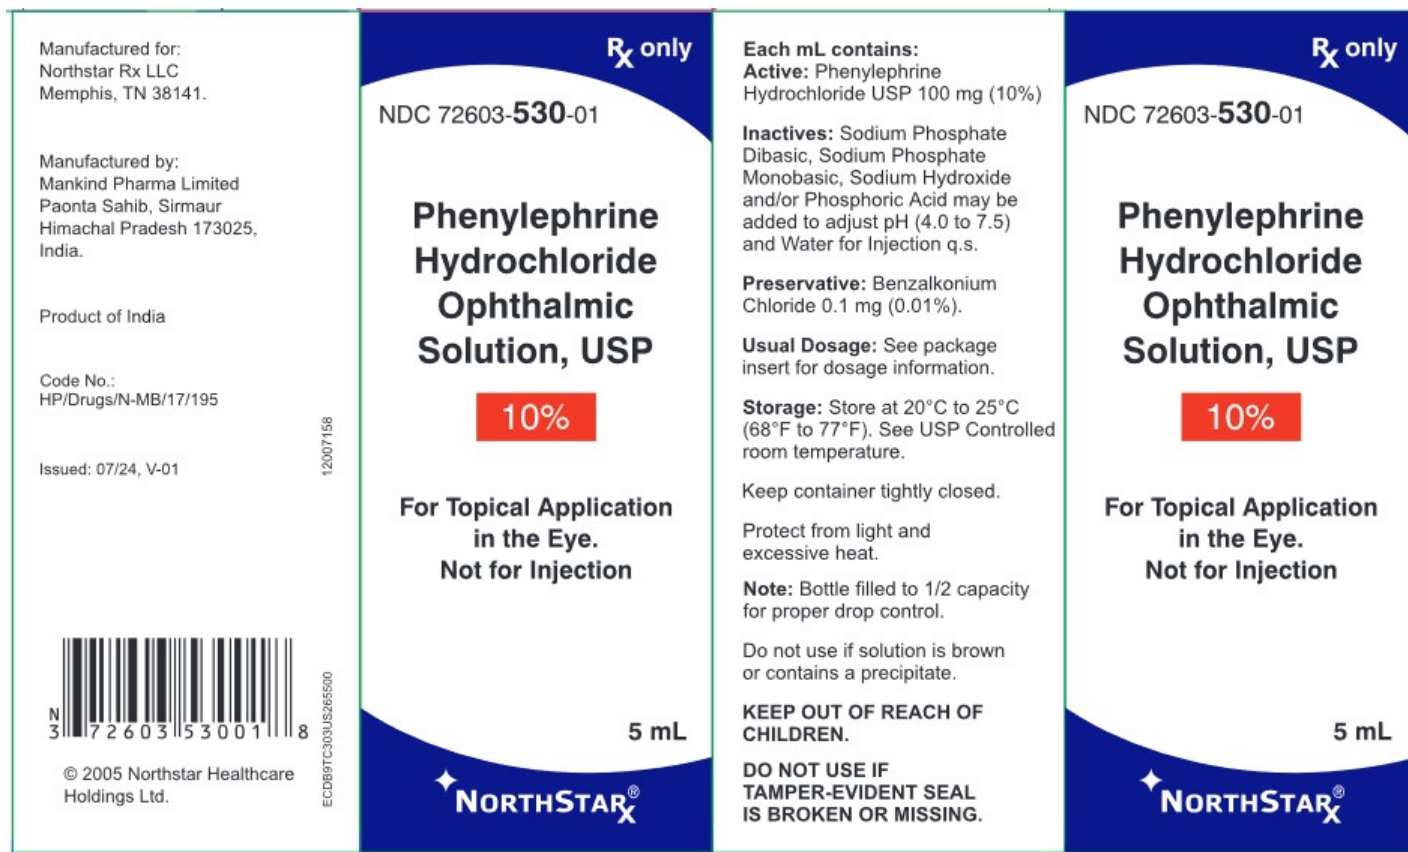 Manufactured for:
Northstar Rx LLC
Memphis, TN 38141.
Manufactured by:
Mankind Pharma Limited
Paonta Sahib, Sirmaur
Himachal Pradesh 173025,
India.
Product of India
Code No.:
HP/Drugs/N-MB/17/195
Issued: 07/24, V-01
12007158
N
3 72603 53001 8
ECDB9TC303US265500
© 2005 Northstar Healthcare
Holdings Ltd.
Rx only
NDC 72603-530-01
Phenylephrine
Hydrochloride
Ophthalmic
Solution, USP
10%
For Topical Application
in the Eye.
Not for Injection
5 mL
NORTHSTARx®
Each mL contains:
Active: Phenylephrine
Hydrochloride USP 100 mg (10%)
Inactives: Sodium Phosphate
Dibasic, Sodium Phosphate
Monobasic, Sodium Hydroxide
and/or Phosphoric Acid may be
added to adjust pH (4.0 to 7.5)
and Water for Injection q.s.
Preservative: Benzalkonium
Chloride 0.1 mg (0.01%).
Usual Dosage: See package
insert for dosage information.
Storage: Store at 20°C to 25°C
(68°F to 77°F). See USP Controlled
room temperature.
Keep container tightly closed.
Protect from light and
excessive heat.
Note: Bottle filled to 1/2 capacity
for proper drop control.
Do not use if solution is brown
or contains a precipitate.
KEEP OUT OF REACH OF
CHILDREN.
DO NOT USE IF
TAMPER-EVIDENT SEAL
IS BROKEN OR MISSING.
Rx only
NDC 72603-530-01
Phenylephrine
Hydrochloride
Ophthalmic
Solution, USP
10%
For Topical Application
in the Eye.
Not for Injection
5 mL
NORTHSTARx®